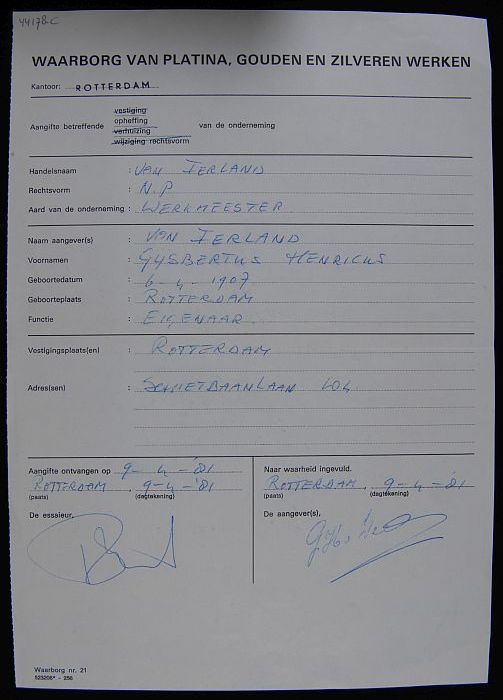 44178-C
WAARBORG VAN PLATINA, GOUDEN EN ZILVEREN WERKEN
Kantoor: ROTTERDAM
Aangifte betreffende vestiging
opheffing
verhuizing
wijziging rechtsvorm
van de onderneming
Handelsnaam : VAN IERLAND
Rechtsvorm : N.P
Aard van de onderneming : WERKMEESTER
Naam aangever(s) : VAN IERLAND
Voornamen : GYSBERTUS HENRICUS
Geboortedatum : 6-4-1907
Geboorteplaats : ROTTERDAM
Functie : EIGENAAR
Vestigingsplaats(en) : ROTTERDAM
Adres(sen) : SCHIETBAANLAAN 104
Aangifte ontvangen op 9-4-'81
ROTTERDAM, 9-4-'81
(plaats) (dagtekening)
De essaieur,
Naar waarheid ingevuld.
ROTTERDAM, 9-4-'81
(plaats) (dagtekening)
De aangever(s),
Waarborg nr. 21
523206* - 256